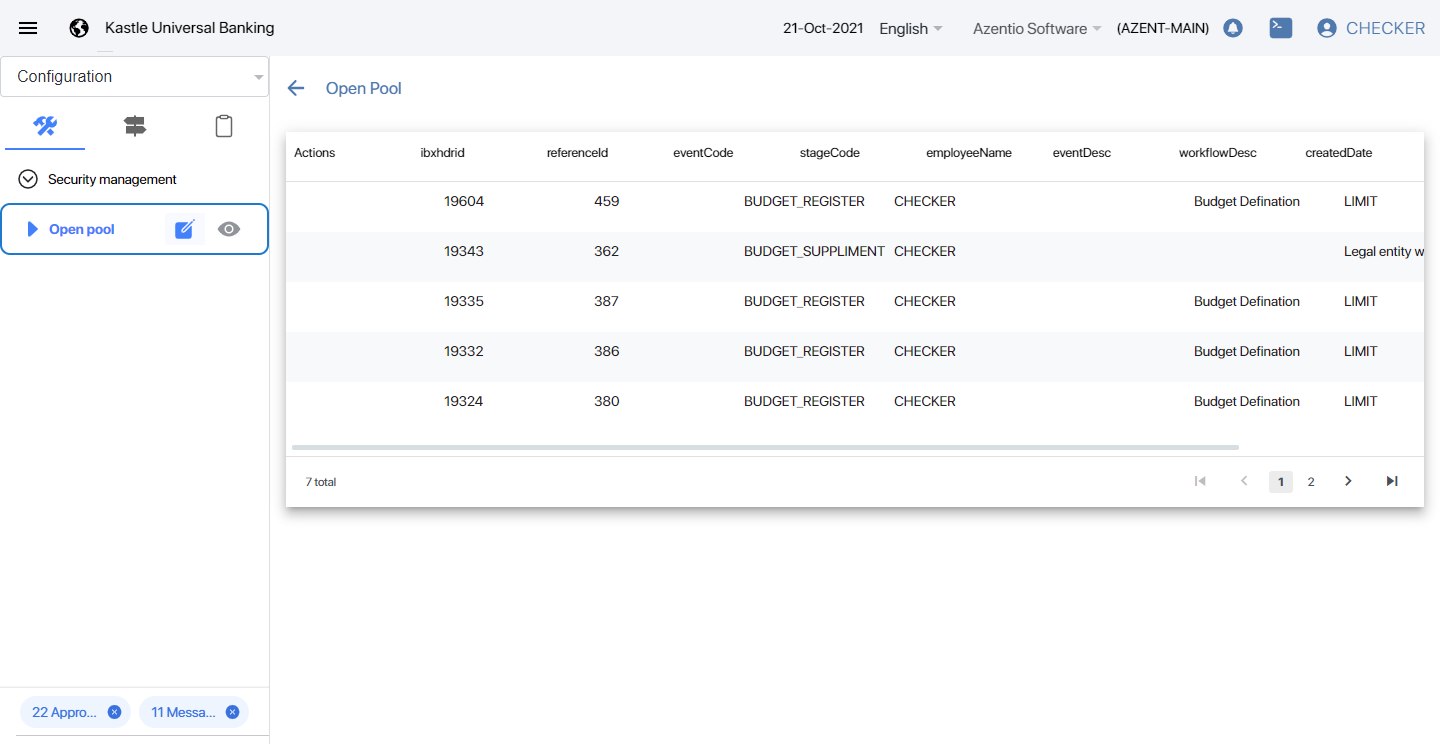 Kastle Universal Banking 21-Oct-2021 English Azentio Software (AZENT-MAIN) CHECKER
Configuration
Security management
Open pool
22 Appro... 11 Messa...
Open Pool
Actions ibxhdrid referenceId eventCode stageCode employeeName eventDesc workflowDesc createdDate
19604 459 BUDGET_REGISTER CHECKER Budget Defination LIMIT
19343 362 BUDGET_SUPPLIMENT CHECKER Legal entity w
19335 387 BUDGET_REGISTER CHECKER Budget Defination LIMIT
19332 386 BUDGET_REGISTER CHECKER Budget Defination LIMIT
19324 380 BUDGET_REGISTER CHECKER Budget Defination LIMIT
7 total 1 2